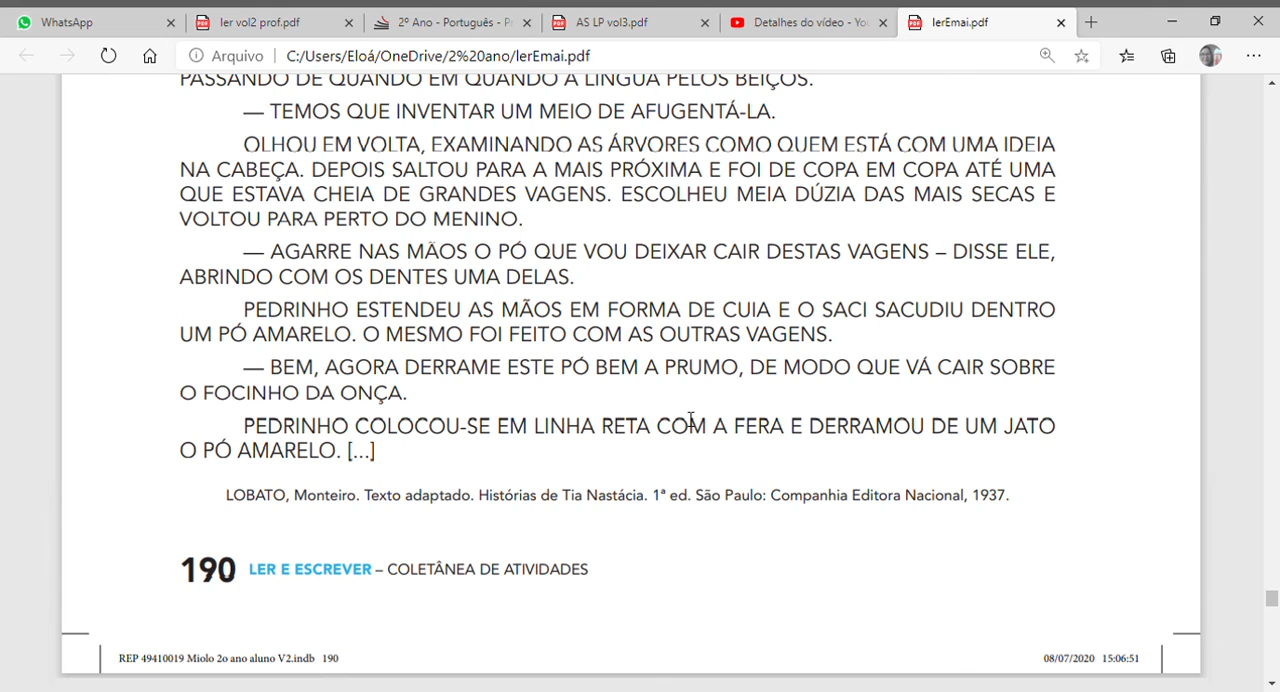 WhatsApp
ler vol2 prof.pdf
2º Ano - Português - P
AS LP vol3.pdf
Detalhes do vídeo - You
lerEmai.pdf
Arquivo C:/Users/Eloá/OneDrive/2%20ano/lerEmai.pdf
PASSANDO DE QUANDO EM QUANDO A LÍNGUA PELOS BEIÇOS.
— TEMOS QUE INVENTAR UM MEIO DE AFUGENTÁ-LA.
OLHOU EM VOLTA, EXAMINANDO AS ÁRVORES COMO QUEM ESTÁ COM UMA IDEIA
NA CABEÇA. DEPOIS SALTOU PARA A MAIS PRÓXIMA E FOI DE COPA EM COPA ATÉ UMA
QUE ESTAVA CHEIA DE GRANDES VAGENS. ESCOLHEU MEIA DÚZIA DAS MAIS SECAS E
VOLTOU PARA PERTO DO MENINO.
— AGARRE NAS MÃOS O PÓ QUE VOU DEIXAR CAIR DESTAS VAGENS – DISSE ELE,
ABRINDO COM OS DENTES UMA DELAS.
PEDRINHO ESTENDEU AS MÃOS EM FORMA DE CUIA E O SACI SACUDIU DENTRO
UM PÓ AMARELO. O MESMO FOI FEITO COM AS OUTRAS VAGENS.
— BEM, AGORA DERRAME ESTE PÓ BEM A PRUMO, DE MODO QUE VÁ CAIR SOBRE
O FOCINHO DA ONÇA.
PEDRINHO COLOCOU-SE EM LINHA RETA COM A FERA E DERRAMOU DE UM JATO
O PÓ AMARELO. [...]
LOBATO, Monteiro. Texto adaptado. Histórias de Tia Nastácia. 1ª ed. São Paulo: Companhia Editora Nacional, 1937.
190 LER E ESCREVER – COLETÂNEA DE ATIVIDADES
REP 49410019 Miolo 2o ano aluno V2.indb 190 08/07/2020 15:06:51